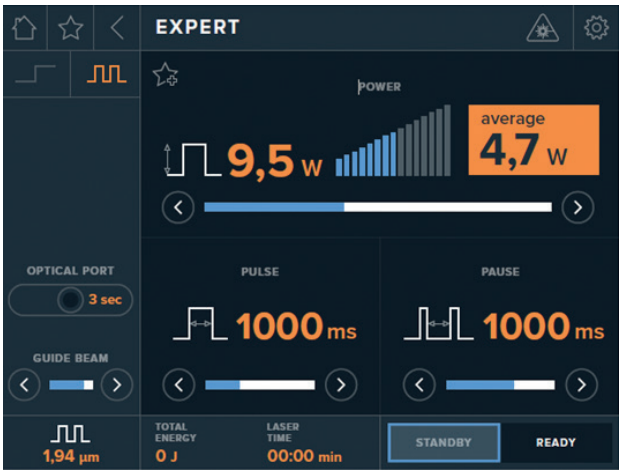 EXPERT
POWER
9,5 W
average
4,7 W
OPTICAL PORT
3 sec
PULSE
1000 ms
PAUSE
1000 ms
GUIDE BEAM
1,94 µm
TOTAL
ENERGY
0 J
LASER
TIME
00:00 min
STANDBY
READY